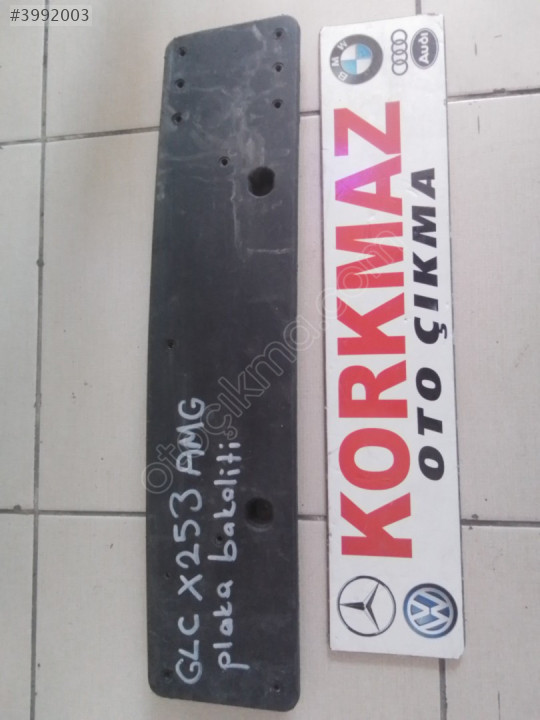 #3992003
GLC X253 AMG
plaka bakaliti
KORKMAZ
OTO ÇIKMA
BMW
Audi
otocikma.com